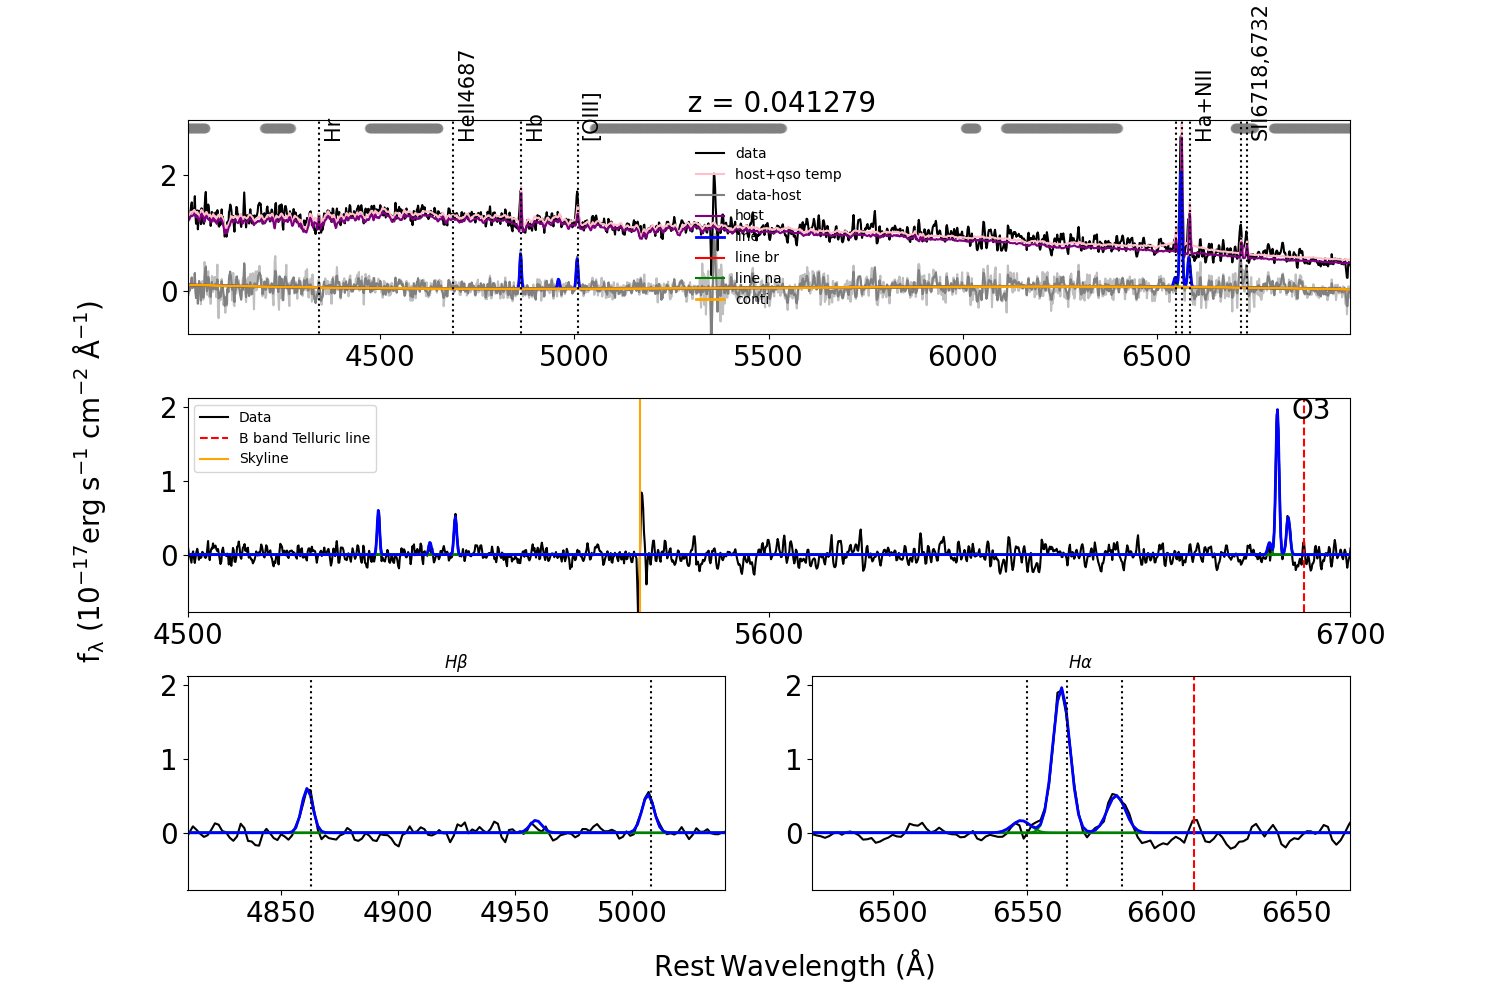 z = 0.041279
Hr
HeII4687
Hb
[OIII]
Ha+NII
SII6718,6732
data
host+qso temp
data-host
host
line
line br
line na
conti
2
0
4500
5000
5500
6000
6500
fλ (10⁻¹⁷erg s⁻¹ cm⁻² Å⁻¹)
Data
B band Telluric line
Skyline
O3
2
1
0
4500
5600
6700
Hβ
2
1
0
4850
4900
4950
5000
Hα
2
1
0
6500
6550
6600
6650
Rest Wavelength (Å)